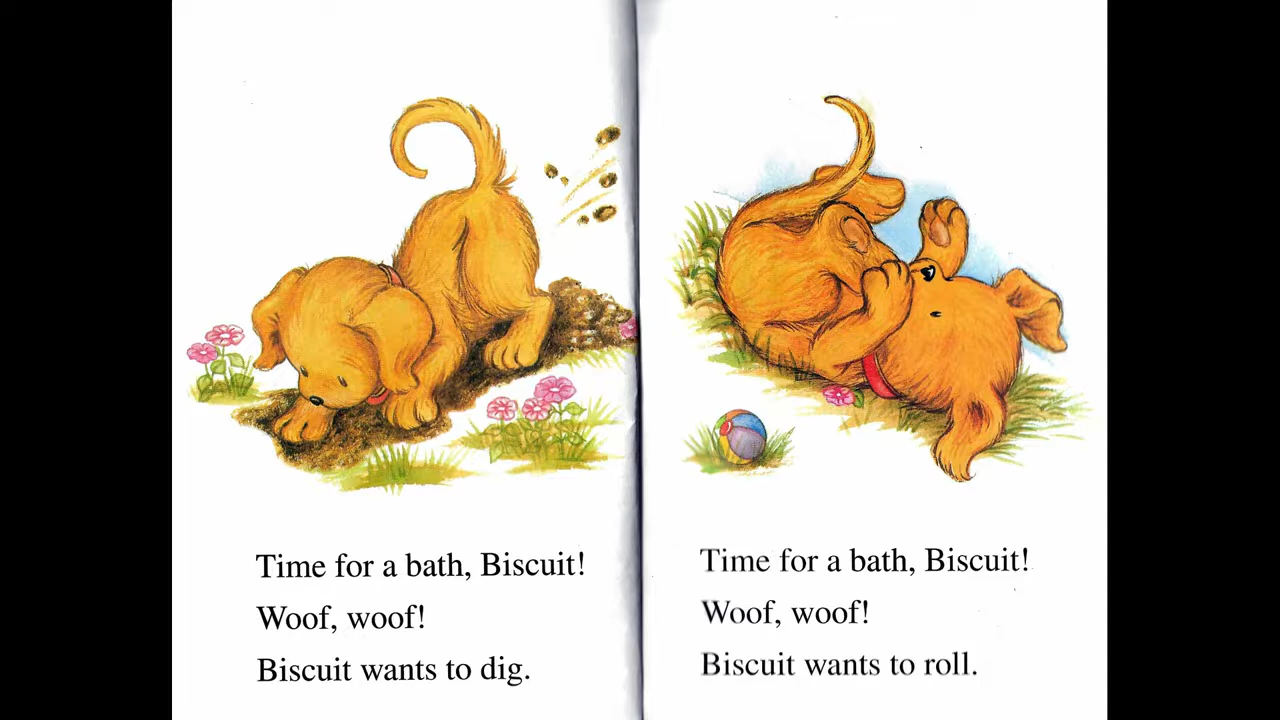 Time for a bath, Biscuit!
Woof, woof!
Biscuit wants to dig.
Time for a bath, Biscuit!
Woof, woof!
Biscuit wants to roll.